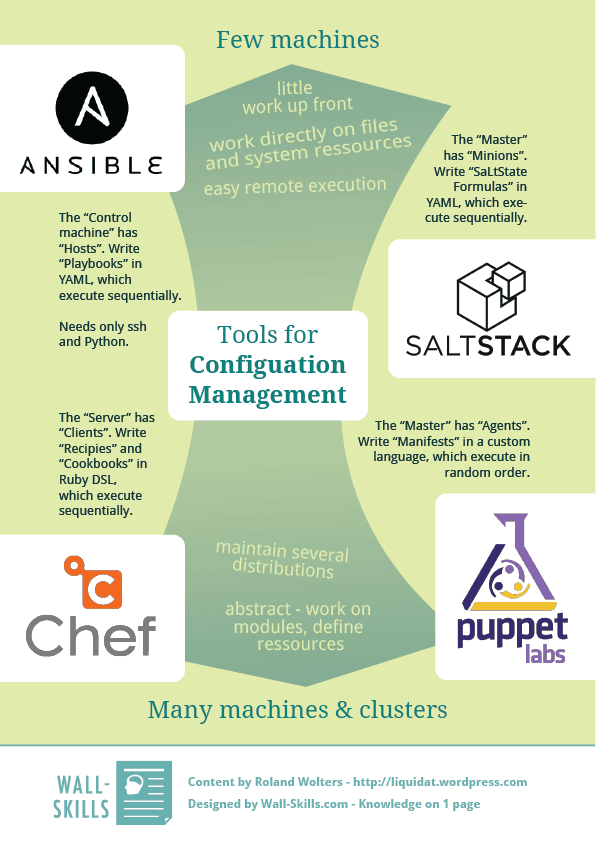 Few machines
ANSIBLE
little
work up front
work directly on files
and system ressources
easy remote execution
The “Master”
has “Minions”.
Write “SaLtState
Formulas” in
YAML, which exe-
cute sequentially.
The “Control
machine” has
“Hosts”. Write
“Playbooks” in
YAML, which
execute sequentially.
Needs only ssh
and Python.
SALTSTACK
Tools for
Configuation
Management
The “Server” has
“Clients”. Write
“Recipies” and
“Cookbooks” in
Ruby DSL,
which execute
sequentially.
The “Master” has “Agents”.
Write “Manifests” in a custom
language, which execute in
random order.
C
Chef
maintain several
distributions
abstract - work on
modules, define
ressources
puppet
labs
Many machines & clusters
WALL-
SKILLS
Content by Roland Wolters - http://liquidat.wordpress.com
Designed by Wall-Skills.com - Knowledge on 1 page